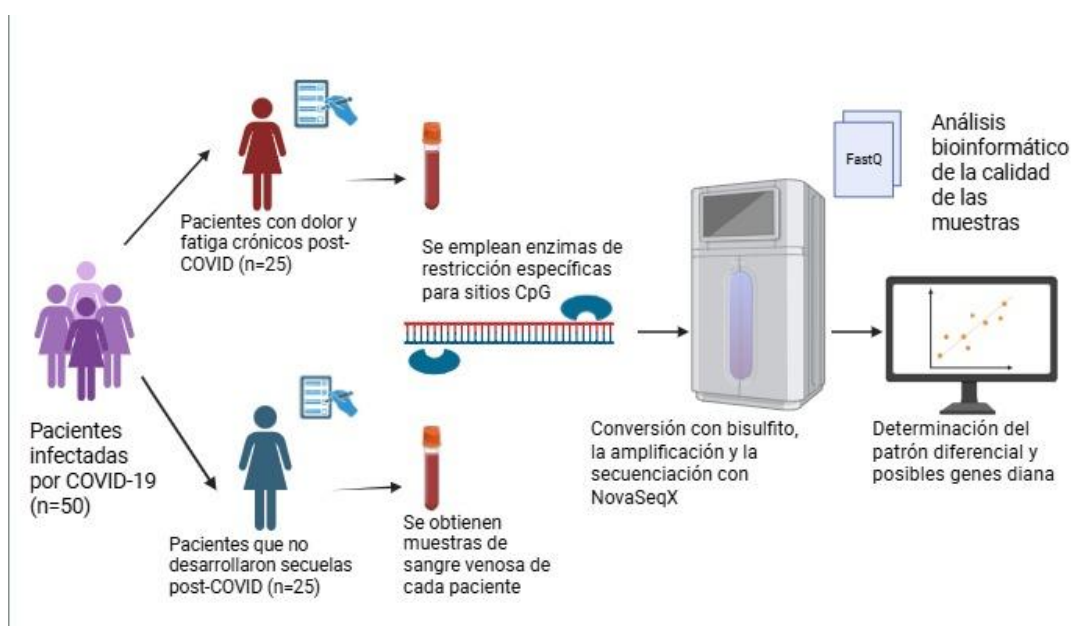 Pacientes
infectadas
por COVID-19
(n=50)
Pacientes con dolor y
fatiga crónicos post-
COVID (n=25)
Pacientes que no
desarrollaron secuelas
post-COVID (n=25)
Se emplean enzimas de
restricción específicas
para sitios CpG
Se obtienen
muestras de
sangre venosa de
cada paciente
Conversión con bisulfito,
la amplificación y la
secuenciación con
NovaSeqX
FastQ
Análisis
bioinformático
de la calidad
de las
muestras
Determinación del
patrón diferencial y
posibles genes diana